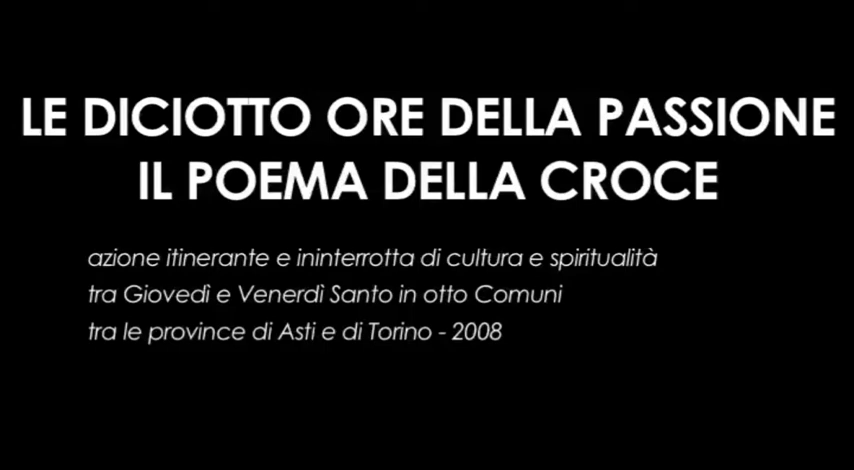 LE DICIOTTO ORE DELLA PASSIONE
IL POEMA DELLA CROCE
azione itinerante e ininterrotta di cultura e spiritualità
tra Giovedì e Venerdì Santo in otto Comuni
tra le province di Asti e di Torino - 2008